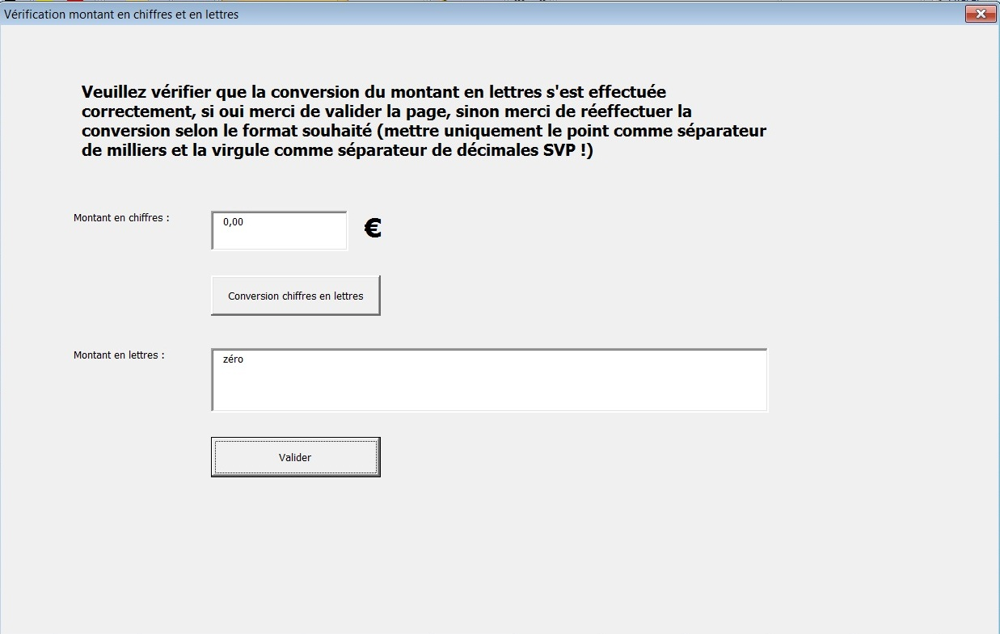 Vérification montant en chiffres et en lettres
Veuillez vérifier que la conversion du montant en lettres s'est effectuée
correctement, si oui merci de valider la page, sinon merci de réeffectuer la
conversion selon le format souhaité (mettre uniquement le point comme séparateur
de milliers et la virgule comme séparateur de décimales SVP !)
Montant en chiffres : 0,00 €
Conversion chiffres en lettres
Montant en lettres : zéro
Valider